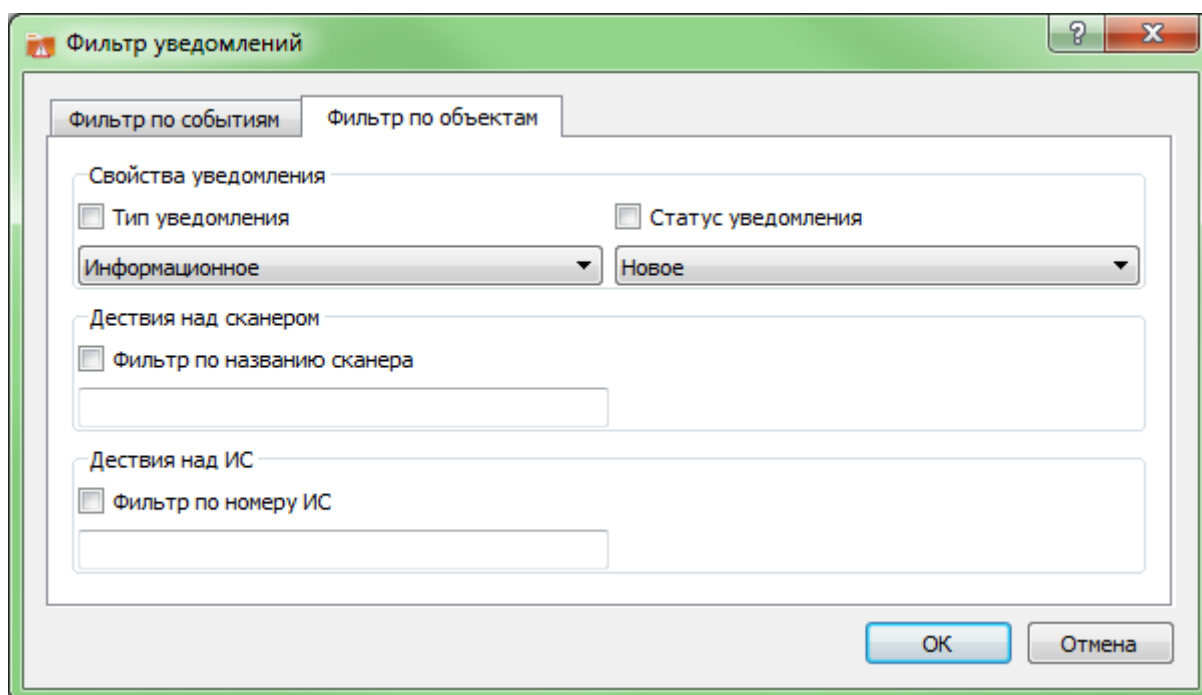 Фильтр уведомлений
Фильтр по событиям Фильтр по объектам
Свойства уведомления
Тип уведомления Статус уведомления
Информационное Новое
Дествия над сканером
Фильтр по названию сканера
Дествия над ИС
Фильтр по номеру ИС
OK Отмена